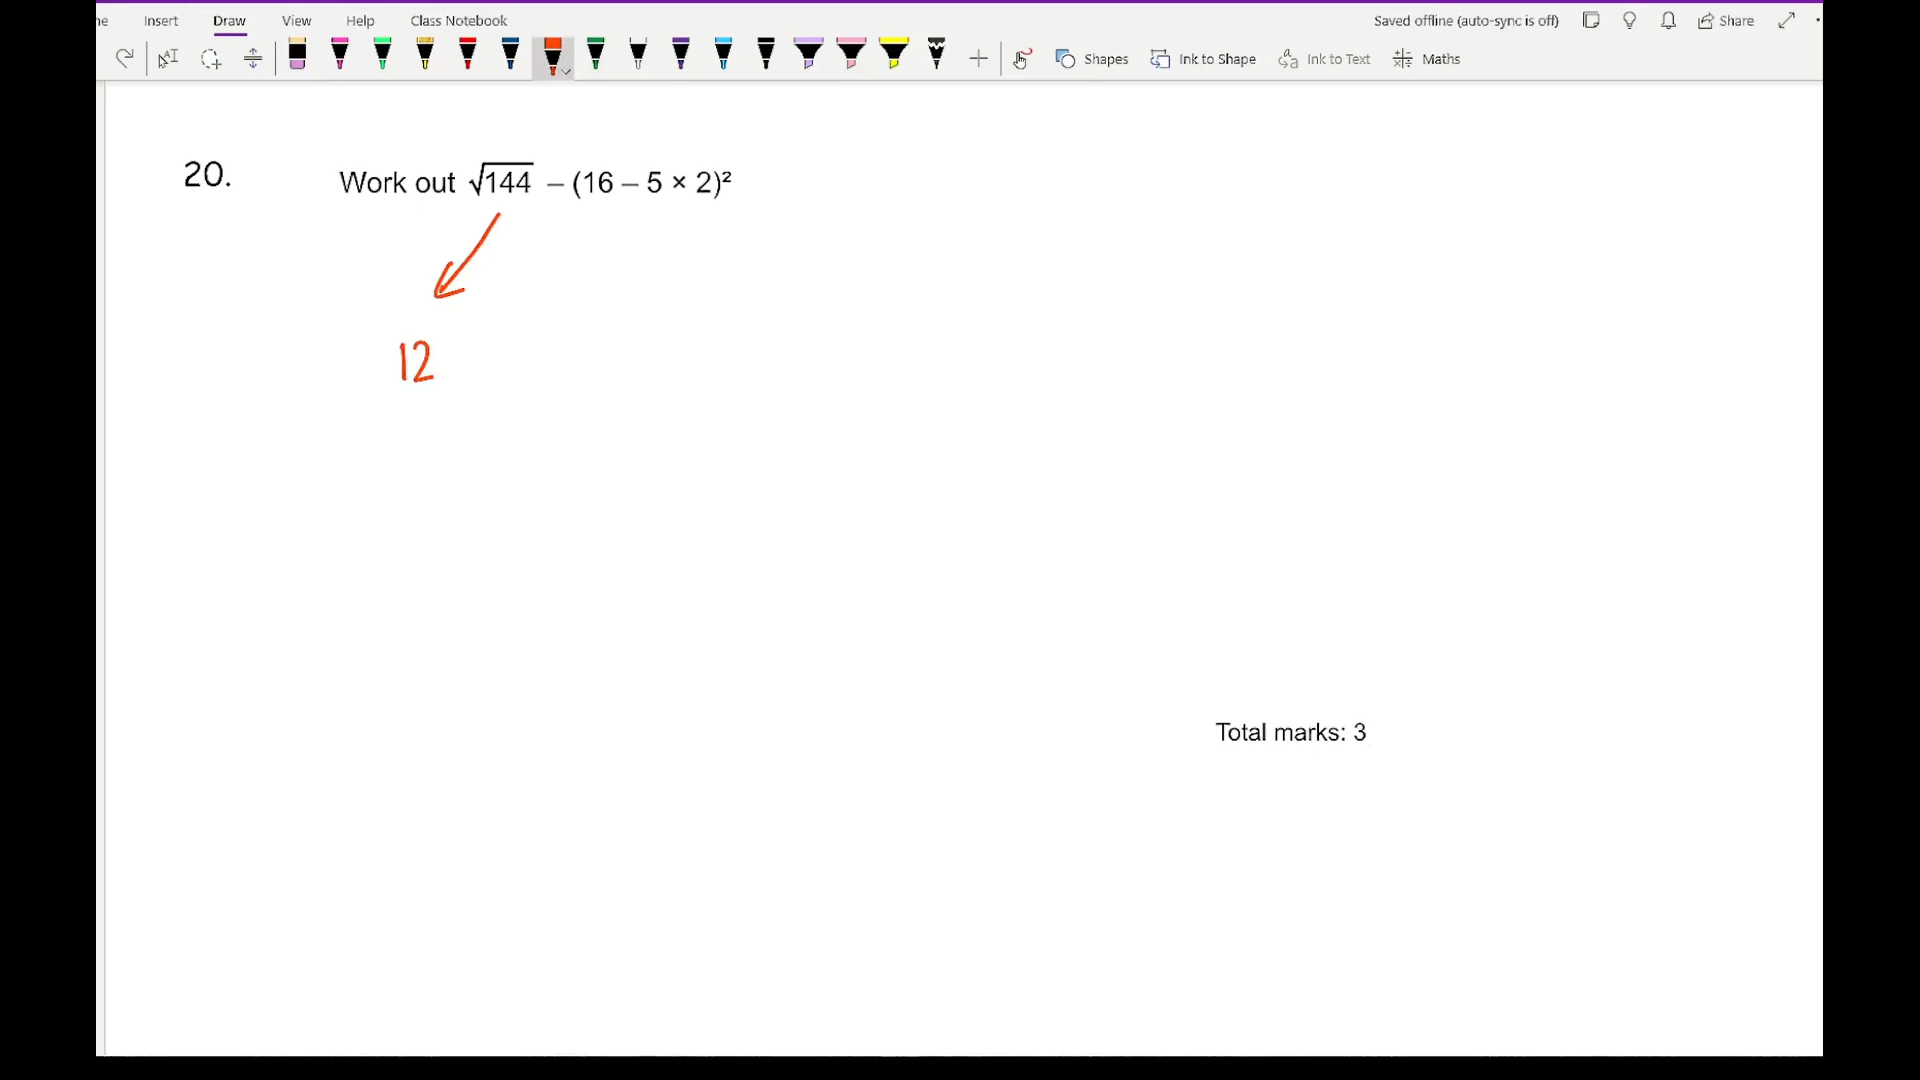 Insert Draw View Help Class Notebook Saved offline (auto-sync is off) Share
Shapes Ink to Shape Ink to Text Maths
20. Work out √144 – (16 – 5 × 2)²
12
Total marks: 3